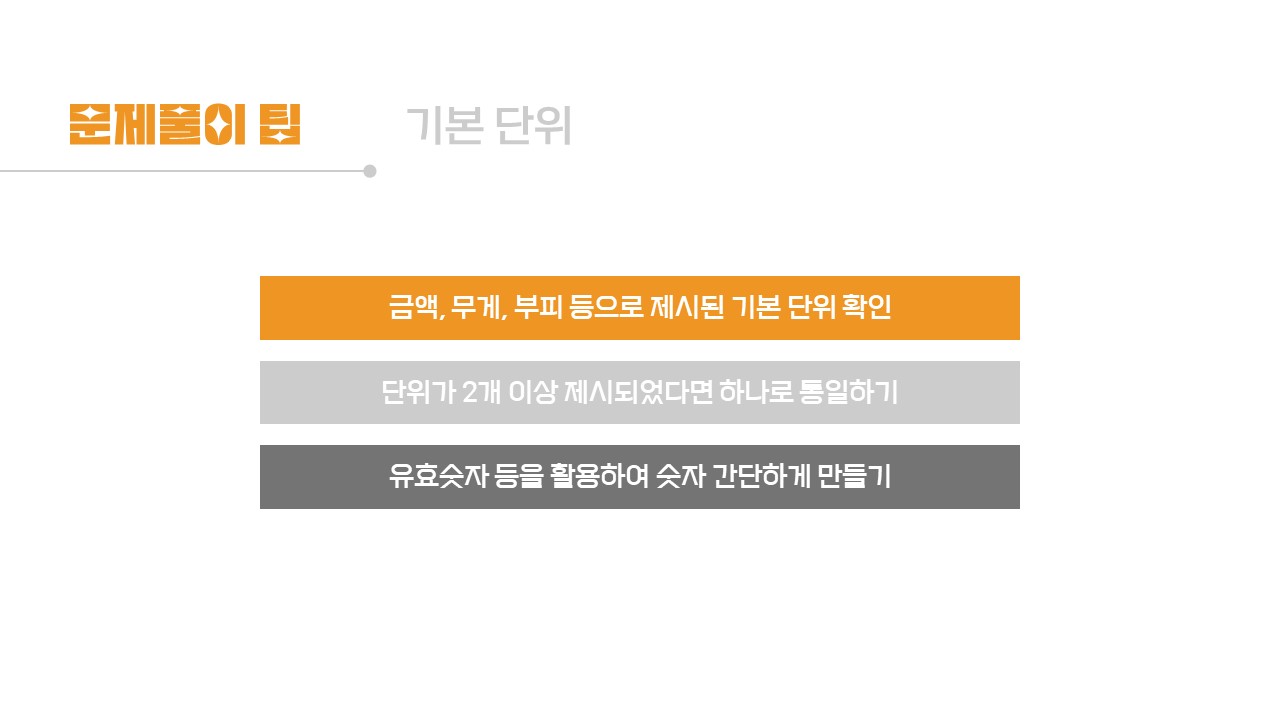 문제풀이 팁
기본 단위
금액, 무게, 부피 등으로 제시된 기본 단위 확인
단위가 2개 이상 제시되었다면 하나로 통일하기
유효숫자 등을 활용하여 숫자 간단하게 만들기